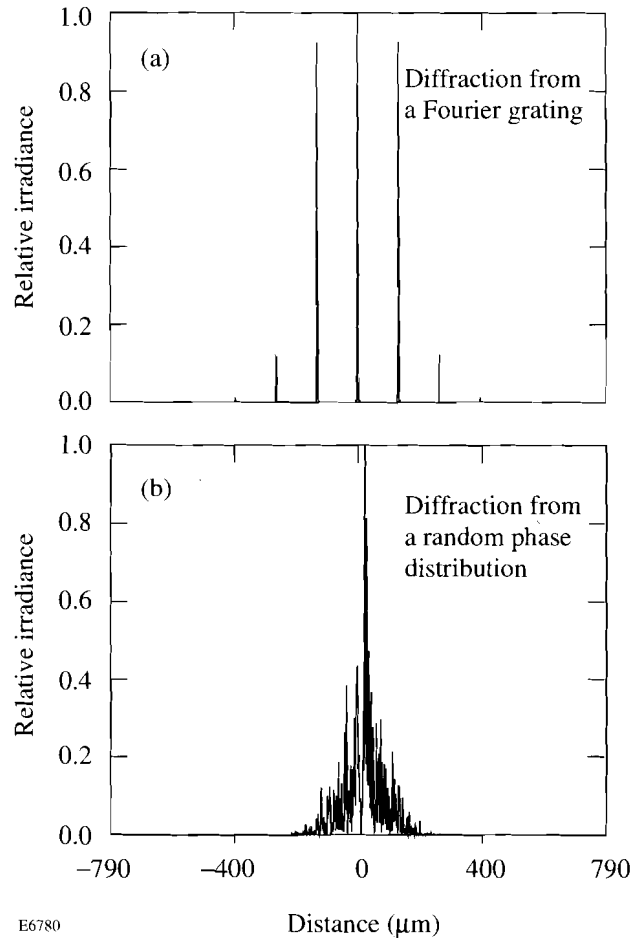 1.0
(a)
Diffraction from
a Fourier grating
0.8
0.6
0.4
0.2
0.0
Relative irradiance
1.0
(b)
Diffraction from
a random phase
distribution
0.8
0.6
0.4
0.2
0.0
Relative irradiance
−790 −400 0 400 790
Distance (μm)
E6780